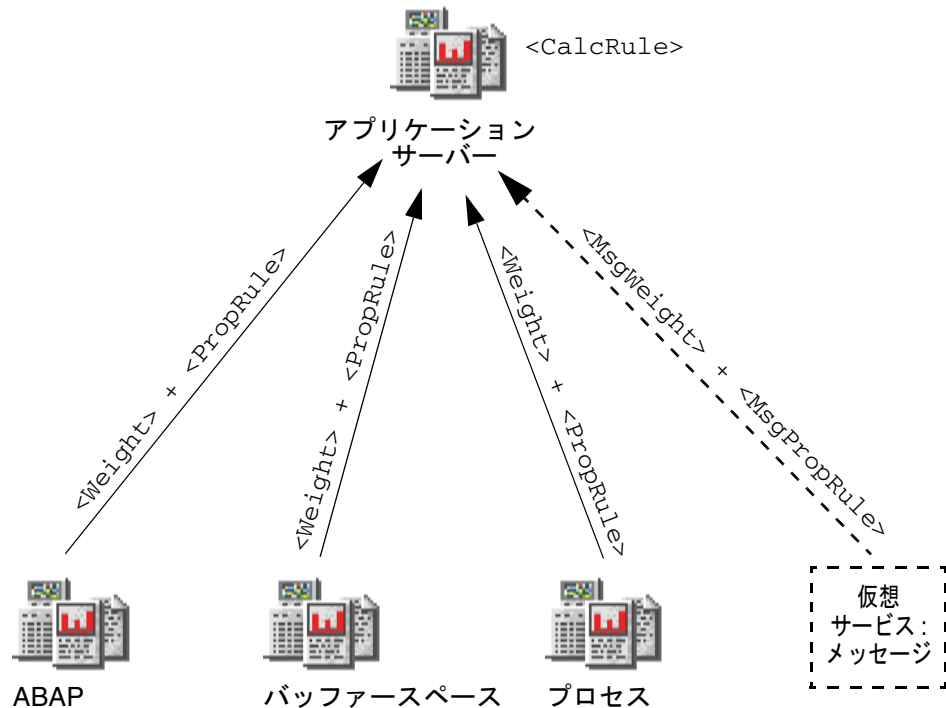 <CalcRule>
アプリケーション
サーバー
<Weight> + <PropRule>
<Weight> + <PropRule>
<Weight> + <PropRule>
<MsgWeight> + <MsgPropRule>
ABAP
バッファースペース
プロセス
仮想
サービス：
メッセージ